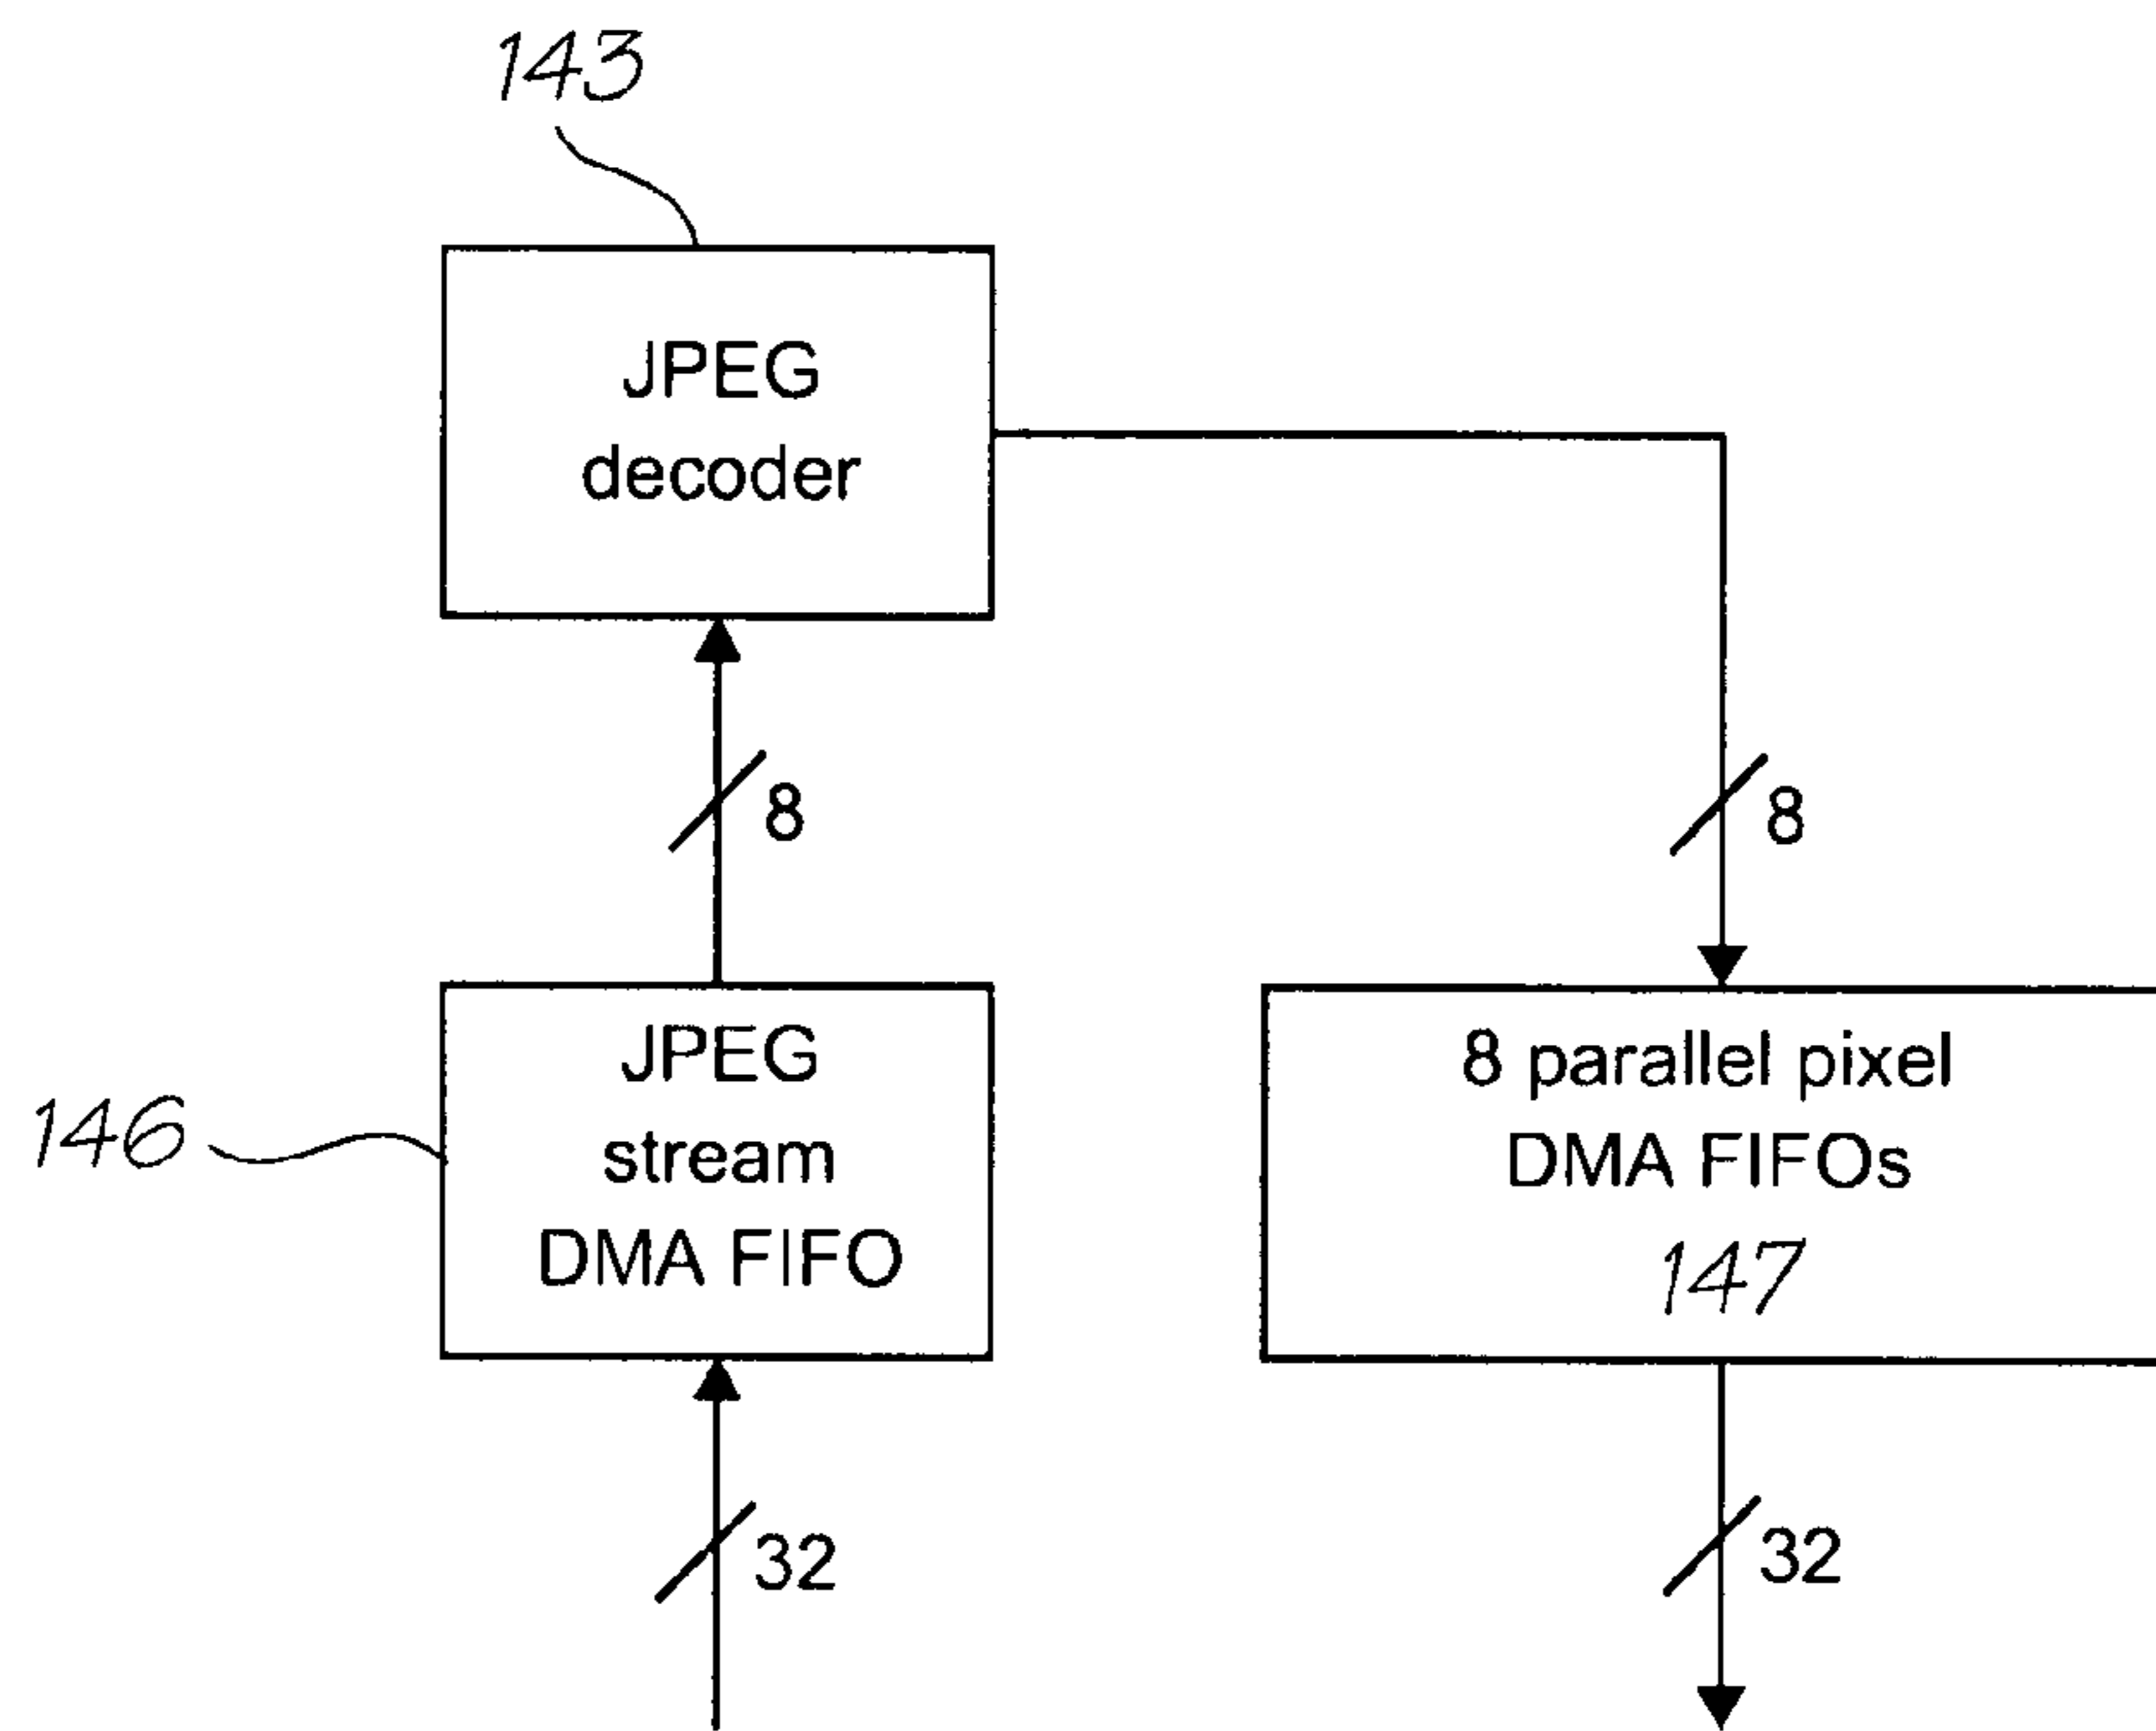 143
JPEG
decoder
8
8
146
JPEG
stream
DMA FIFO
8 parallel pixel
DMA FIFOs
147
32
32